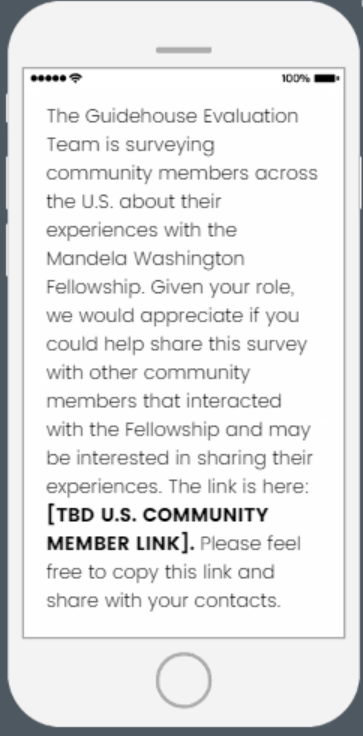 100%
The Guidehouse Evaluation
Team is surveying
community members across
the U.S. about their
experiences with the
Mandela Washington
Fellowship. Given your role,
we would appreciate if you
could help share this survey
with other community
members that interacted
with the Fellowship and may
be interested in sharing their
experiences. The link is here:
[TBD U.S. COMMUNITY
MEMBER LINK]. Please feel
free to copy this link and
share with your contacts.